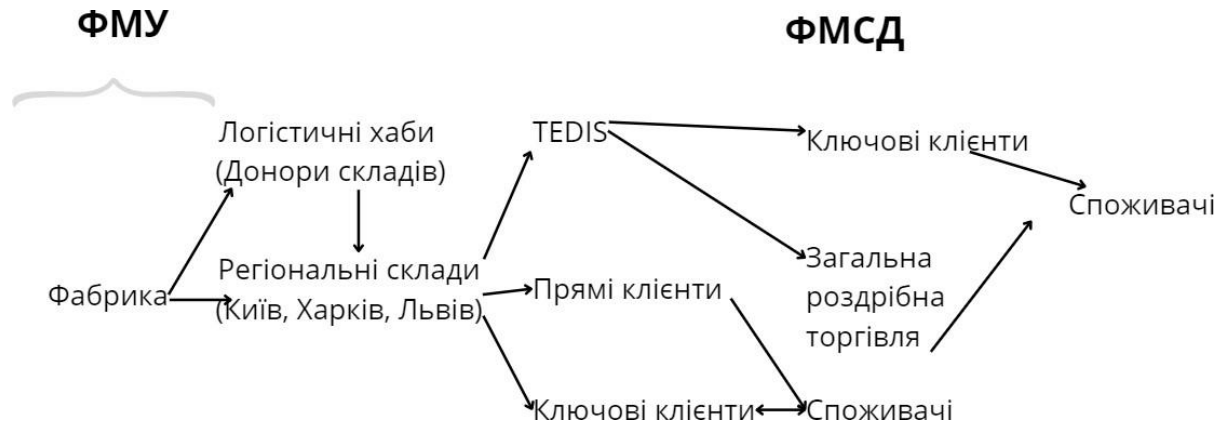 ФМУ
ФМСД
Логістичні хаби
(Донори складів)
TEDIS
Ключові клієнти
Споживачі
Регіональні склади
(Київ, Харків, Львів)
Фабрика
Прямі клієнти
Загальна
роздрібна
торгівля
Ключові клієнти
Споживачі